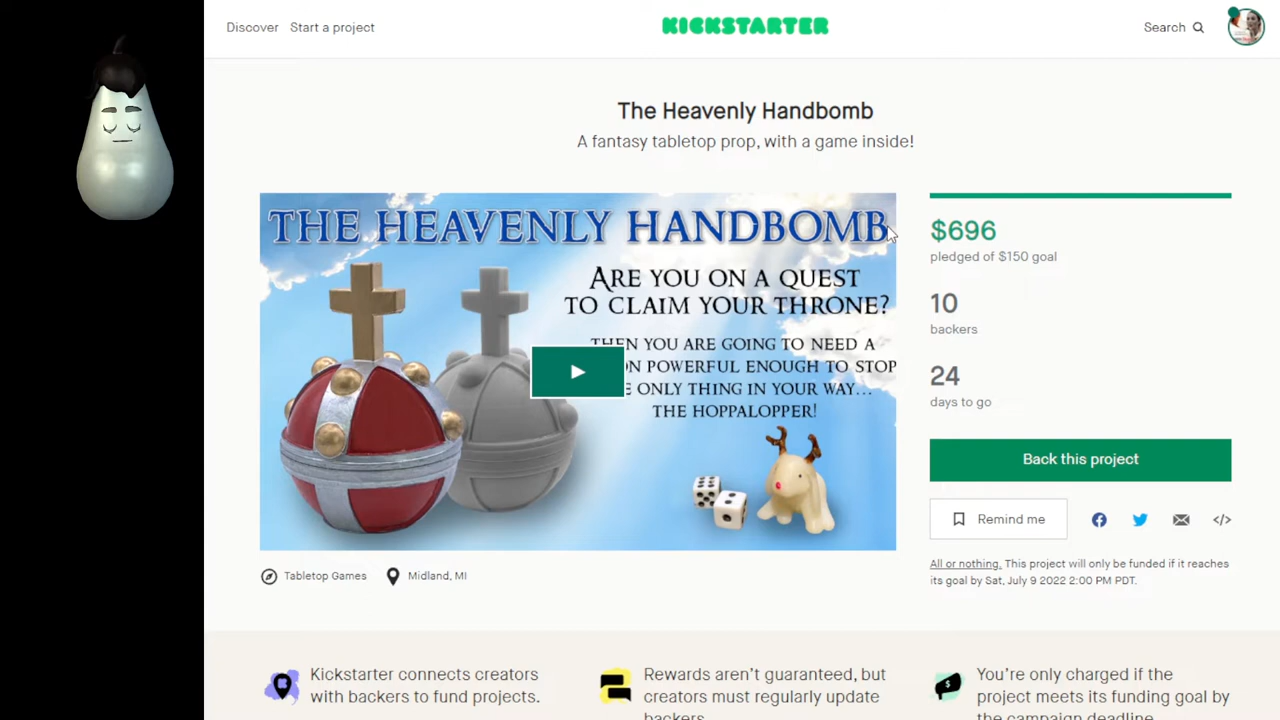 Discover Start a project
KICKSTARTER
Search
The Heavenly Handbomb
A fantasy tabletop prop, with a game inside!
THE HEAVENLY HANDBOMB
ARE YOU ON A QUEST
TO CLAIM YOUR THRONE?
THEN YOU ARE GOING TO NEED A
ON POWERFUL ENOUGH TO STOP
ONLY THING IN YOUR WAY...
THE HOPPALOPPER!
$696
pledged of $150 goal
10
backers
24
days to go
Back this project
Remind me
All or nothing. This project will only be funded if it reaches
its goal by Sat, July 9 2022 2:00 PM PDT.
Tabletop Games Midland, MI
Kickstarter connects creators
with backers to fund projects.
Rewards aren't guaranteed, but
creators must regularly update
backers.
You're only charged if the
project meets its funding goal by
the campaign deadline.